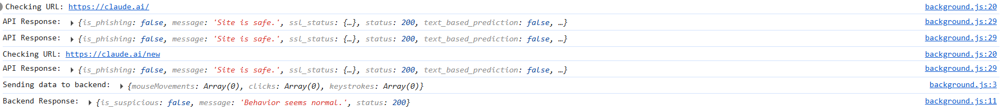 Checking URL: https://claude.ai/ background.js:20
API Response: ▶ {is_phishing: false, message: 'Site is safe.', ssl_status: {…}, status: 200, text_based_prediction: false, …} background.js:29
API Response: ▶ {is_phishing: false, message: 'Site is safe.', ssl_status: {…}, status: 200, text_based_prediction: false, …} background.js:29
Checking URL: https://claude.ai/new background.js:20
API Response: ▶ {is_phishing: false, message: 'Site is safe.', ssl_status: {…}, status: 200, text_based_prediction: false, …} background.js:29
Sending data to backend: ▶ {mouseMovements: Array(0), clicks: Array(0), keystrokes: Array(0)} background.js:3
Backend Response: ▶ {is_suspicious: false, message: 'Behavior seems normal.', status: 200} background.js:11